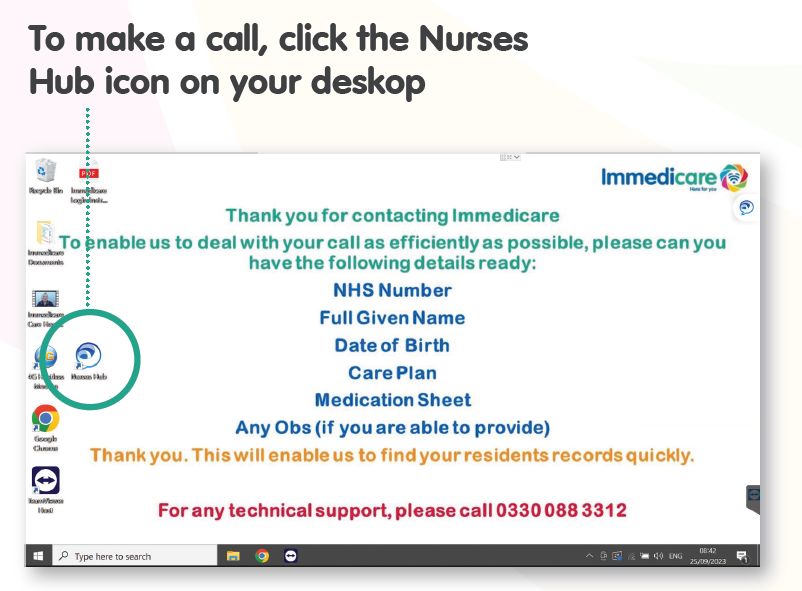 To make a call, click the Nurses
Hub icon on your deskop
Recycle Bin
PDF
Immedicare
Immedicare
Here for you
Thank you for contacting Immedicare
To enable us to deal with your call as efficiently as possible, please can you
have the following details ready:
Immedicare
Documents
NHS Number
Immedicare
Full Given Name
Date of Birth
Nurses Hub
Care Plan
Medication Sheet
Any Obs (if you are able to provide)
Google
Chrome
Thank you. This will enable us to find your residents records quickly.
TeamViewer
Host
For any technical support, please call 0330 088 3312
Type here to search
ENG
08:42
25/09/2023